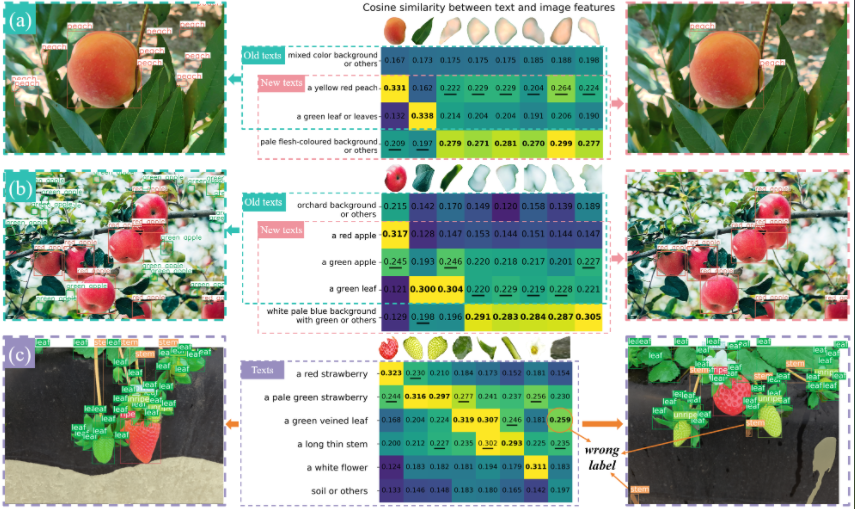 Cosine similarity between text and image features
(a)
peach
peach
peach
peach
peach
peach
peach
Old texts
mixed color background
or others
0.167 0.173 0.175 0.175 0.175 0.185 0.188 0.198
New texts
a yellow red peach
0.331 0.162 0.222 0.229 0.229 0.204 0.264 0.224
a green leaf or leaves
0.132 0.338 0.214 0.204 0.204 0.191 0.206 0.190
pale flesh-coloured background
or others
0.209 0.197 0.279 0.271 0.281 0.270 0.299 0.277
peach
(b)
green apple
green apple
red apple
green apple
red apple
Old texts
orchard background
or others
0.215 0.142 0.170 0.149 0.120 0.158 0.139 0.189
New texts
a red apple
0.317 0.128 0.147 0.153 0.144 0.151 0.144 0.147
a green apple
0.245 0.193 0.246 0.220 0.218 0.217 0.201 0.227
a green leaf
0.121 0.300 0.304 0.220 0.229 0.219 0.228 0.221
white pale blue background
with green or others
0.129 0.198 0.196 0.291 0.283 0.284 0.287 0.305
red apple
red apple
red apple
(c)
leaf
stem
stem
leaf
leaf
leaf
Texts
a red strawberry
0.323 0.230 0.210 0.184 0.173 0.152 0.181 0.154
a pale green strawberry
0.244 0.316 0.297 0.277 0.241 0.237 0.256 0.230
a green veined leaf
0.168 0.204 0.224 0.319 0.307 0.246 0.181 0.259
a long thin stem
0.200 0.212 0.227 0.235 0.302 0.293 0.225 0.235
a white flower
0.124 0.183 0.182 0.181 0.194 0.179 0.311 0.183
soil or others
0.133 0.146 0.148 0.183 0.180 0.165 0.142 0.197
wrong
label
leaf
leaf
leaf
stem
unripe
unripe
stem
stem